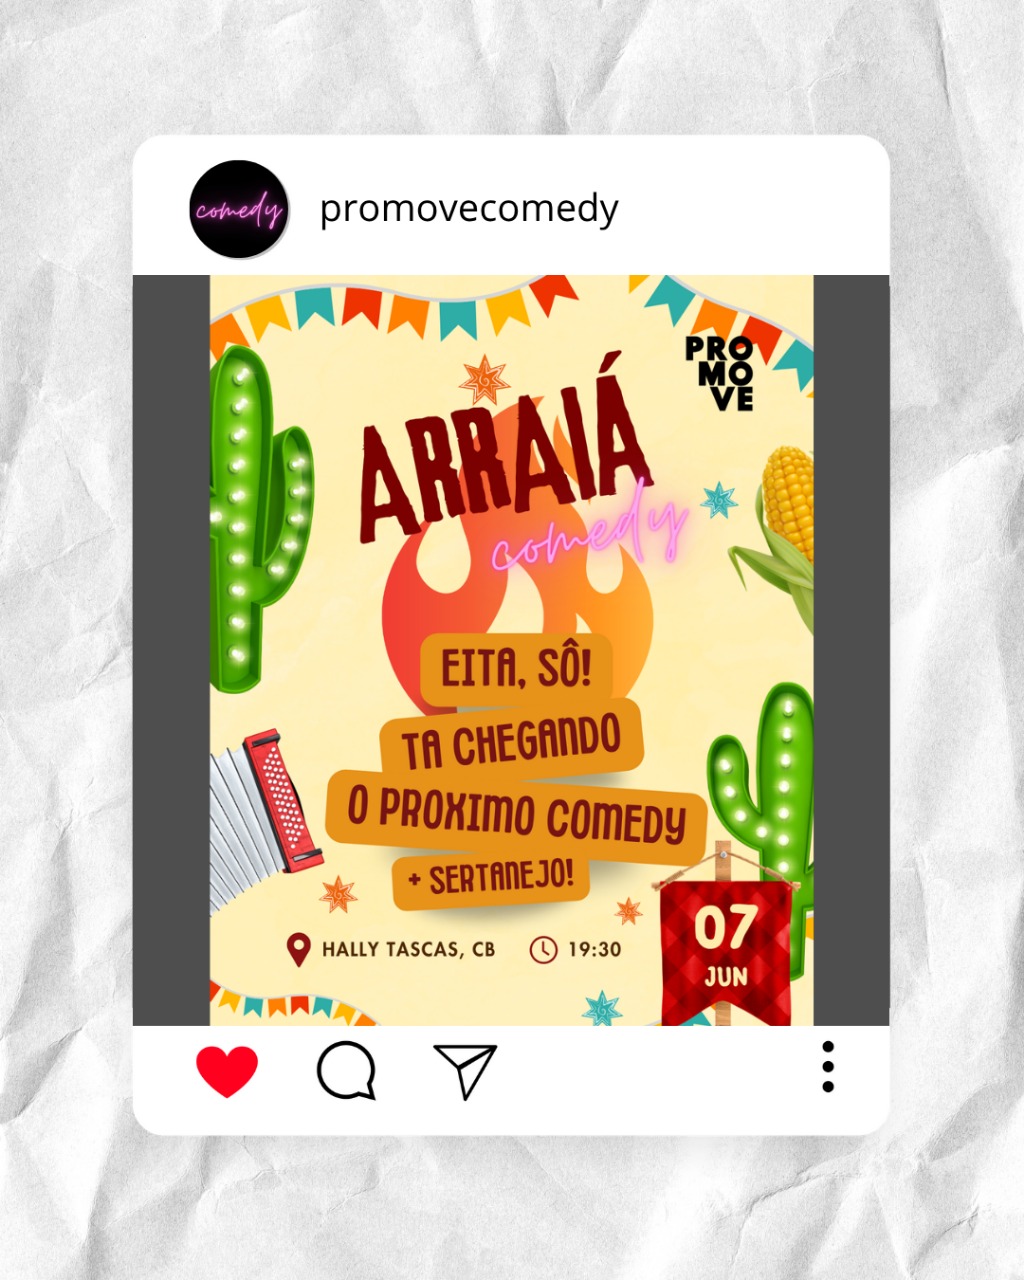 comedy
promovecomedy
PRO
MO
VE
ARRAIÁ
comedy
EITA, SÔ!
TA CHEGANDO
O PROXIMO COMEDY
+ SERTANEJO!
HALLY TASCAS, CB
19:30
07
JUN